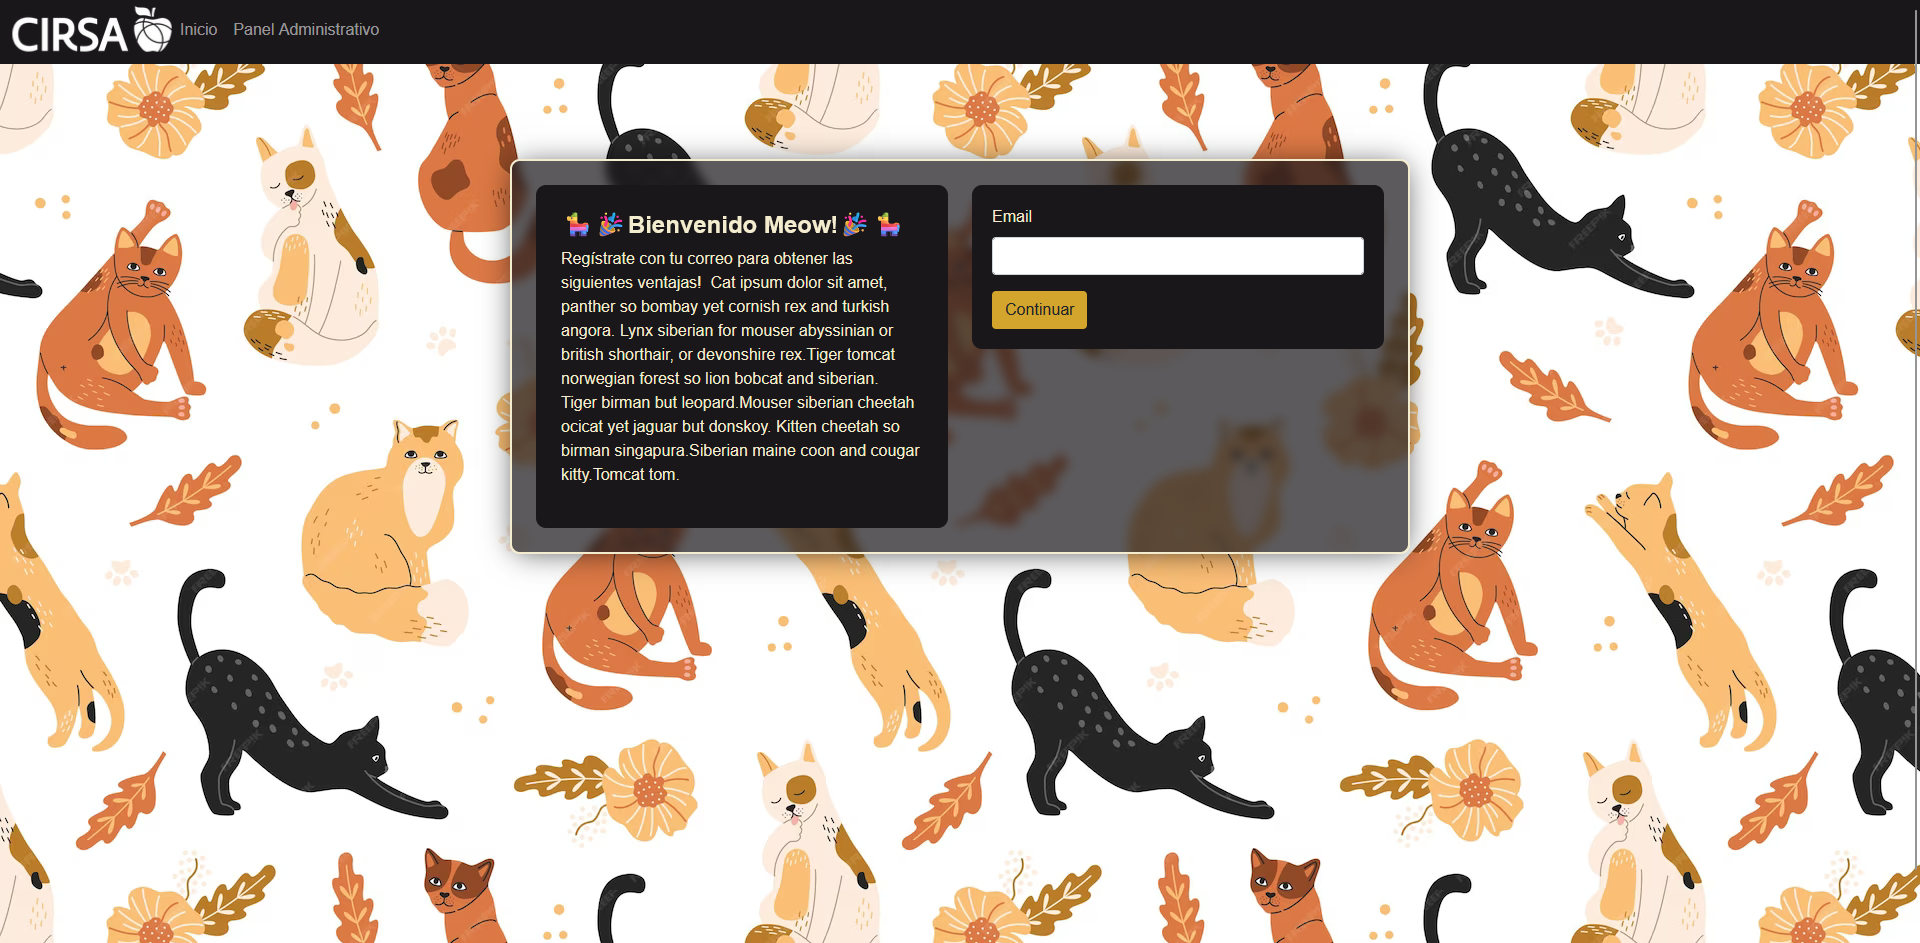 CIRSA Inicio Panel Administrativo
Bienvenido Meow!
Regístrate con tu correo para obtener las
siguientes ventajas! Cat ipsum dolor sit amet,
panther so bombay yet cornish rex and turkish
angora. Lynx siberian for mouser abyssinian or
british shorthair, or devonshire rex.Tiger tomcat
norwegian forest so lion bobcat and siberian.
Tiger birman but leopard.Mouser siberian cheetah
ocicat yet jaguar but donskoy. Kitten cheetah so
birman singapura.Siberian maine coon and cougar
kitty.Tomcat tom.
Email
Continuar